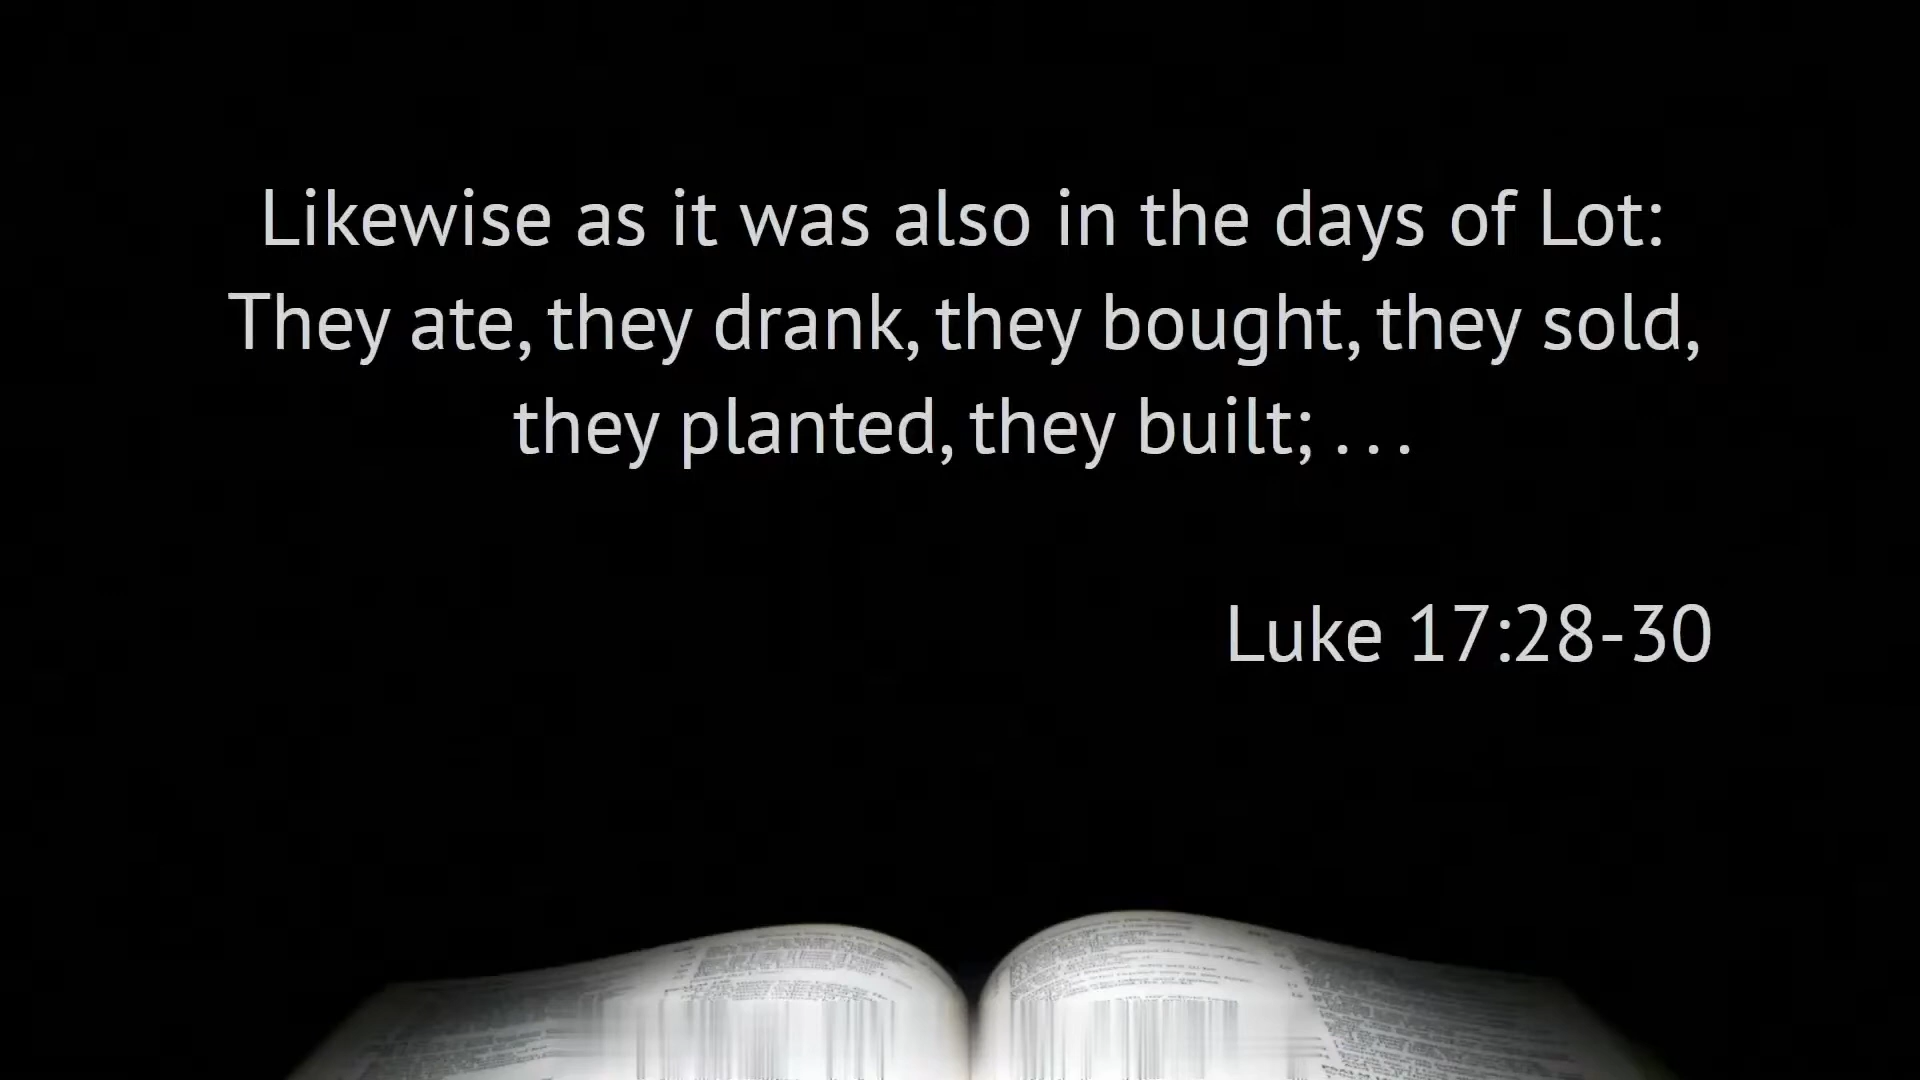 Likewise as it was also in the days of Lot:
They ate, they drank, they bought, they sold,
they planted, they built; . . .
Luke 17:28-30